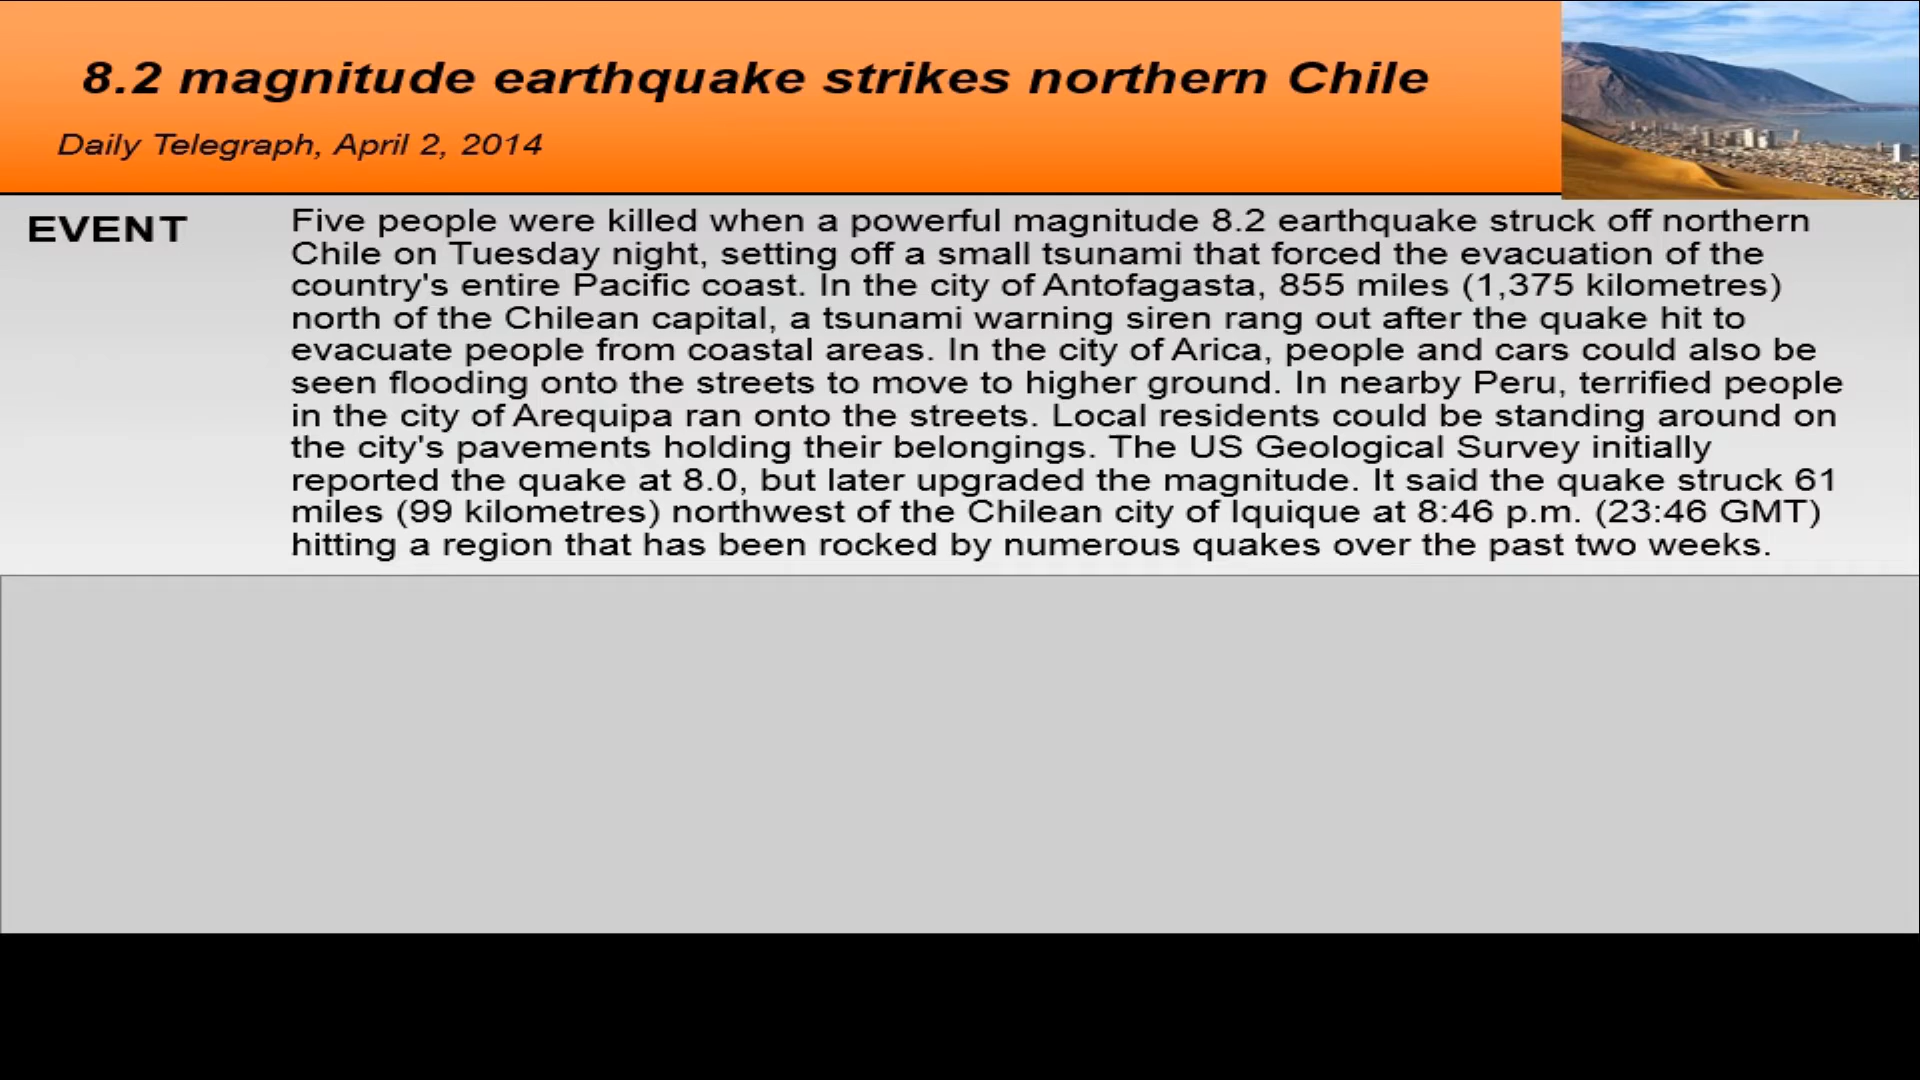 8.2 magnitude earthquake strikes northern Chile
Daily Telegraph, April 2, 2014
EVENT
Five people were killed when a powerful magnitude 8.2 earthquake struck off northern
Chile on Tuesday night, setting off a small tsunami that forced the evacuation of the
country's entire Pacific coast. In the city of Antofagasta, 855 miles (1,375 kilometres)
north of the Chilean capital, a tsunami warning siren rang out after the quake hit to
evacuate people from coastal areas. In the city of Arica, people and cars could also be
seen flooding onto the streets to move to higher ground. In nearby Peru, terrified people
in the city of Arequipa ran onto the streets. Local residents could be standing around on
the city's pavements holding their belongings. The US Geological Survey initially
reported the quake at 8.0, but later upgraded the magnitude. It said the quake struck 61
miles (99 kilometres) northwest of the Chilean city of Iquique at 8:46 p.m. (23:46 GMT)
hitting a region that has been rocked by numerous quakes over the past two weeks.